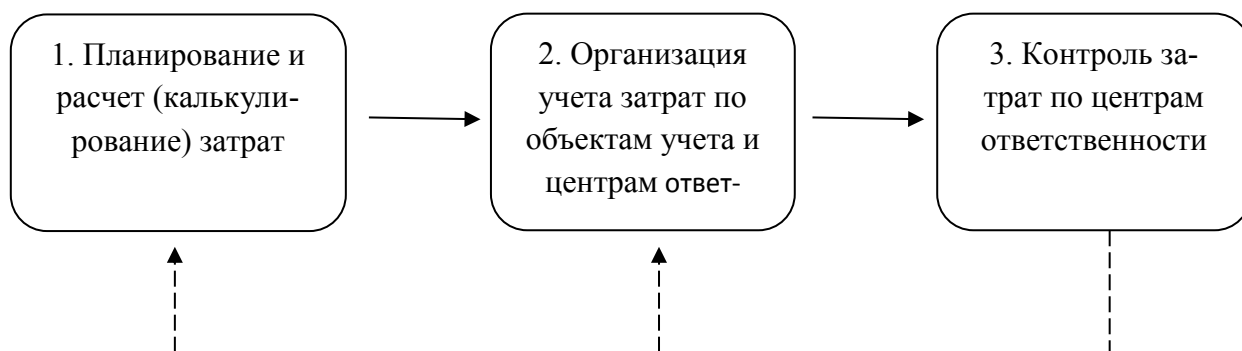 1. Планирование и
расчет (калькули-
рование) затрат
2. Организация
учета затрат по
объектам учета и
центрам ответ-
3. Контроль за-
трат по центрам
ответственности